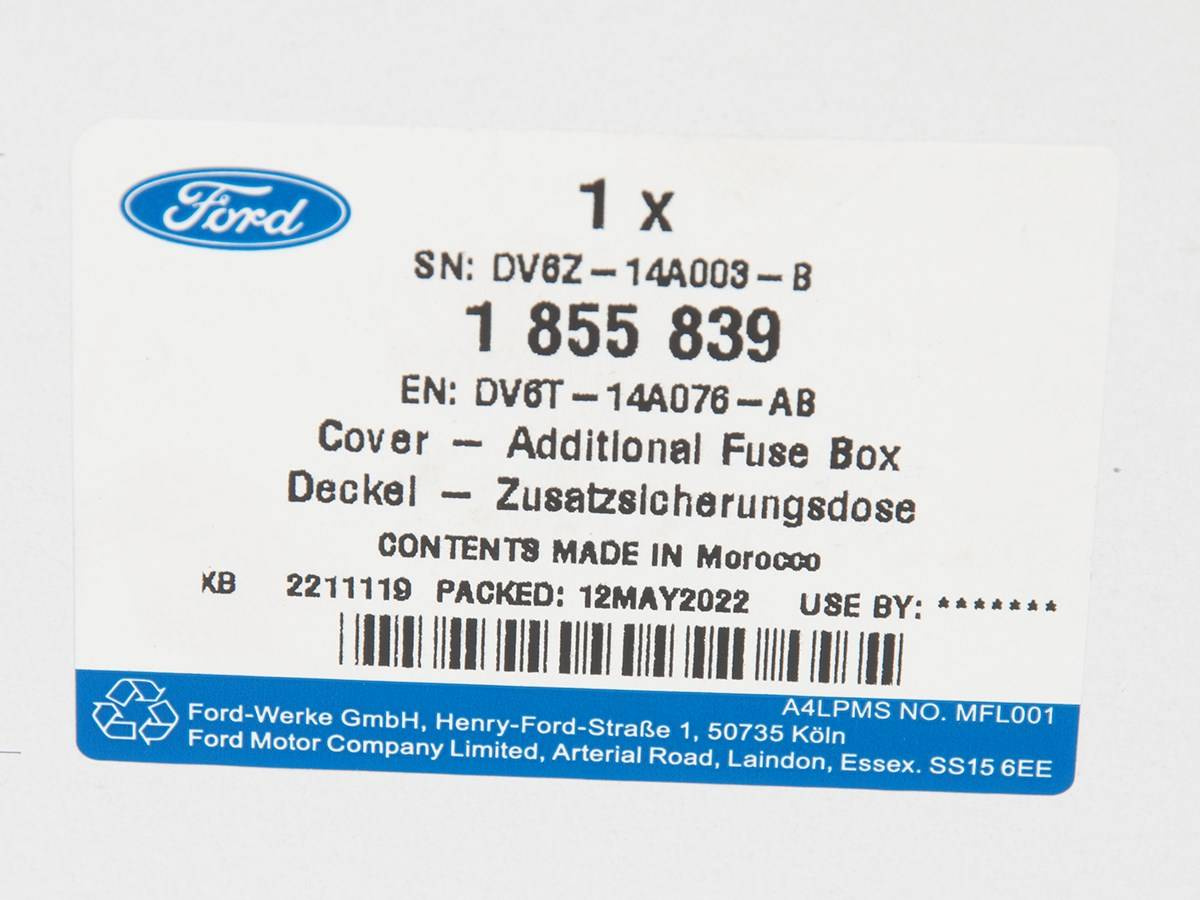 Ford
1 x
SN: DV6Z-14A003-B
1 855 839
EN: DV6T-14A076-AB
Cover - Additional Fuse Box
Deckel - Zusatzsicherungsdose
CONTENTS MADE IN Morocco
KB 2211119 PACKED: 12MAY2022 USE BY: *******
A4LPMS NO. MFL001
Ford-Werke GmbH, Henry-Ford-Straße 1, 50735 Köln
Ford Motor Company Limited, Arterial Road, Laindon, Essex. SS15 6EE